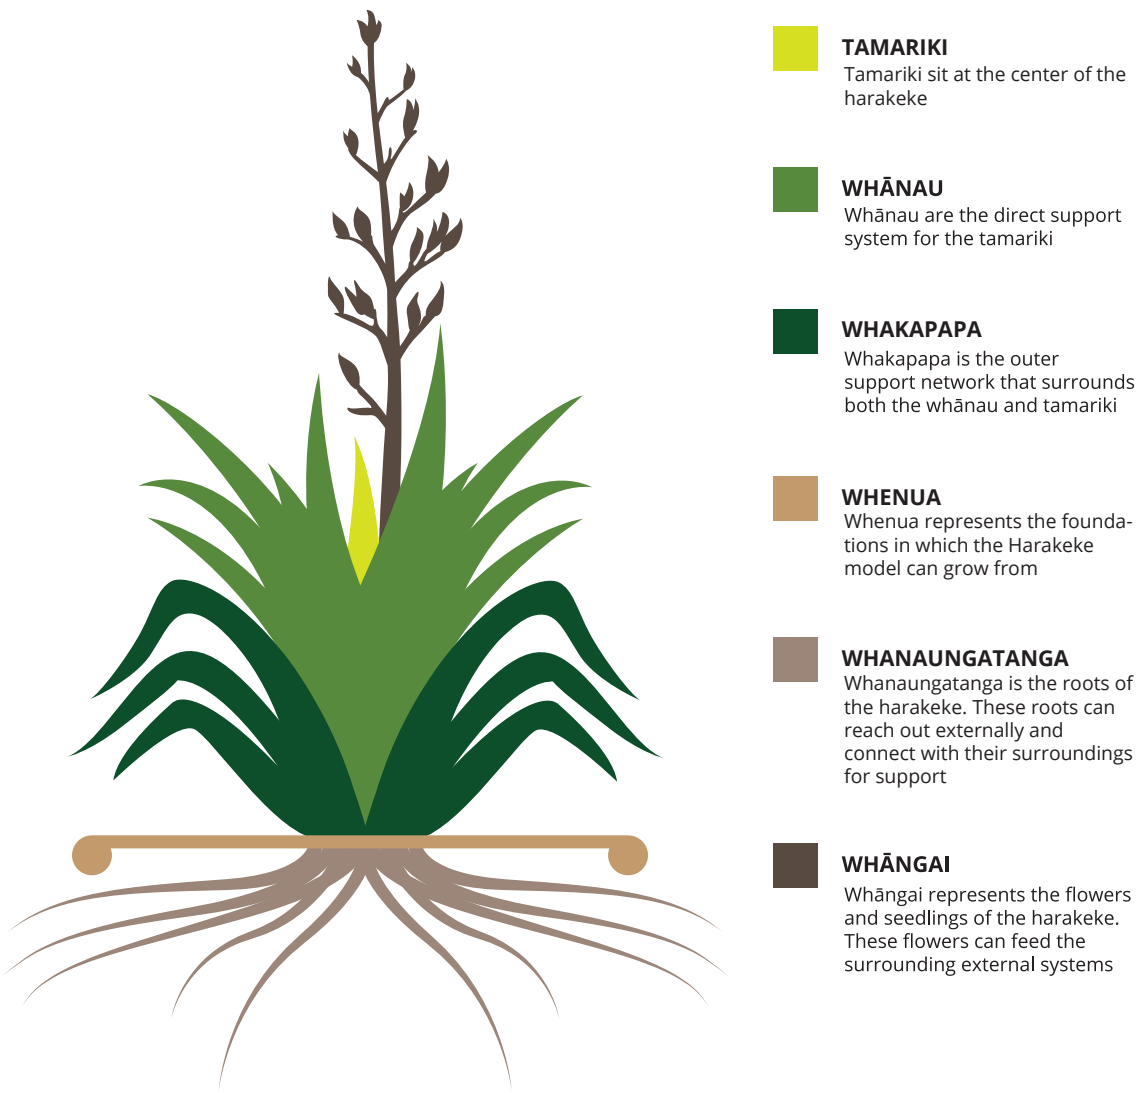 TAMARIKI
Tamariki sit at the center of the
harakeke
WHĀNAU
Whānau are the direct support
system for the tamariki
WHAKAPAPA
Whakapapa is the outer
support network that surrounds
both the whānau and tamariki
WHENUA
Whenua represents the founda-
tions in which the Harakeke
model can grow from
WHANAUNGATANGA
Whanaungatanga is the roots of
the harakeke. These roots can
reach out externally and
connect with their surroundings
for support
WHĀNGAI
Whāngai represents the flowers
and seedlings of the harakeke.
These flowers can feed the
surrounding external systems